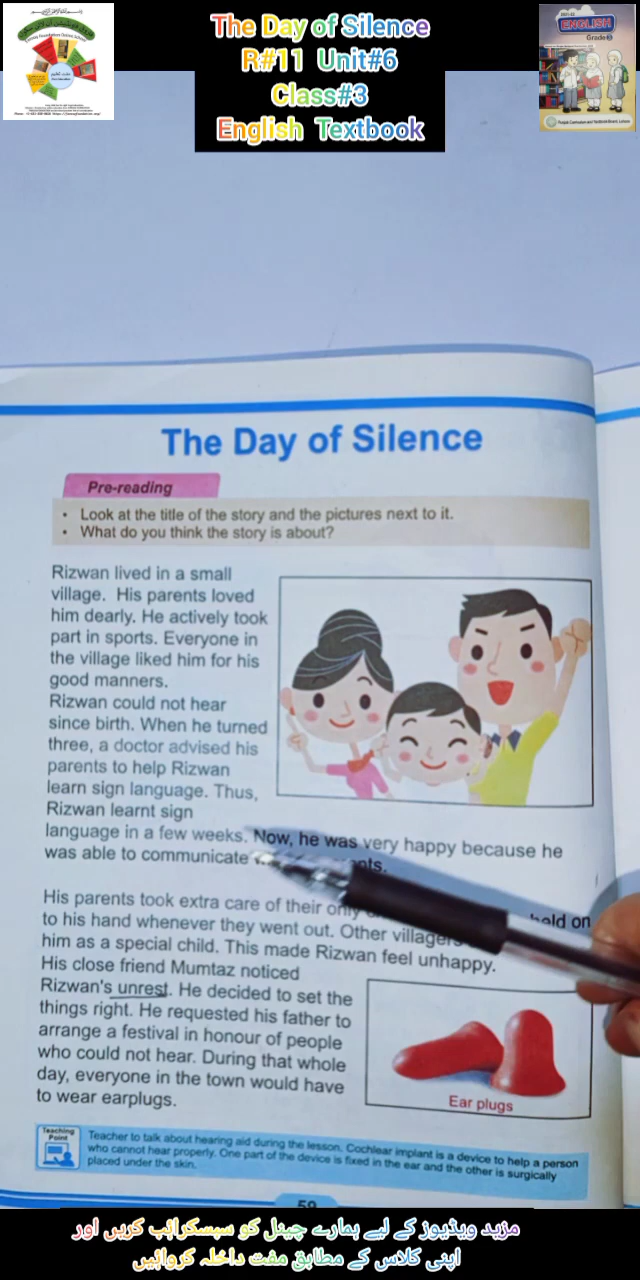 The Day of Silence
R#11 Unit#6
Class#3
English Textbook
ENGLISH
Grade 3
The Day of Silence
Pre-reading
• Look at the title of the story and the pictures next to it.
• What do you think the story is about?
Rizwan lived in a small
village. His parents loved
him dearly. He actively took
part in sports. Everyone in
the village liked him for his
good manners.
Rizwan could not hear
since birth. When he turned
three, a doctor advised his
parents to help Rizwan
learn sign language. Thus,
Rizwan learnt sign
language in a few weeks. Now, he was very happy because he
was able to communicate
His parents took extra care of their only held on
to his hand whenever they went out. Other villagers
him as a special child. This made Rizwan feel unhappy.
His close friend Mumtaz noticed
Rizwan's unrest. He decided to set the
things right. He requested his father to
arrange a festival in honour of people
who could not hear. During that whole
day, everyone in the town would have
to wear earplugs.
Ear plugs
Teaching
Point
Teacher to talk about hearing aid during the lesson. Cochlear implant is a device to help a person
who cannot hear properly. One part of the device is fixed in the ear and the other is surgically
placed under the skin.
59
مزید ویڈیوز کے لیے ہمارے چینل کو سبسکرائب کریں اور
اپنی کلاس کے مطابق مفت داخلہ کروائیں